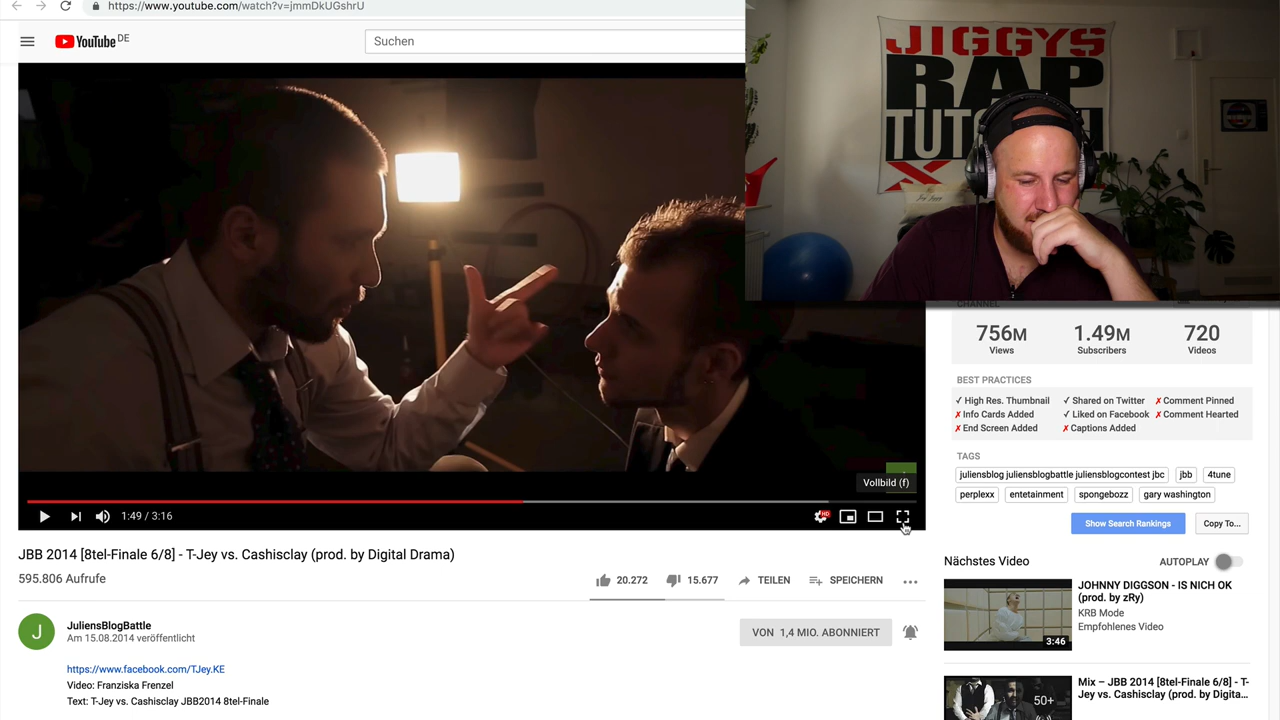 https://www.youtube.com/watch?v=jmmDkUGshrU
YouTube DE
Suchen
JIGGYS
RAP
Vollbild (f)
1:49 / 3:16
HD
JBB 2014 [8tel-Finale 6/8] - T-Jey vs. Cashisclay (prod. by Digital Drama)
595.806 Aufrufe
20.272
15.677
TEILEN
SPEICHERN
J
JuliensBlogBattle
Am 15.08.2014 veröffentlicht
VON 1,4 MIO. ABONNIERT
https://www.facebook.com/TJey.KE
Video: Franziska Frenzel
Text: T-Jey vs. Cashisclay JBB2014 8tel-Finale
CHANNEL
756M 1.49M 720
Views Subscribers Videos
BEST PRACTICES
✓ High Res. Thumbnail ✓ Shared on Twitter ✗ Comment Pinned
✗ Info Cards Added ✓ Liked on Facebook ✗ Comment Hearted
✗ End Screen Added ✗ Captions Added
TAGS
juliensblog juliensblogbattle juliensblogcontest jbc jbb 4tune
perplexx entetainment spongebozz gary washington
Show Search Rankings Copy To...
Nächstes Video AUTOPLAY
JOHNNY DIGGSON - IS NICH OK
(prod. by zRy)
KRB Mode
Empfohlenes Video
3:46
Mix – JBB 2014 [8tel-Finale 6/8] - T-
Jey vs. Cashisclay (prod. by Digita...
50+